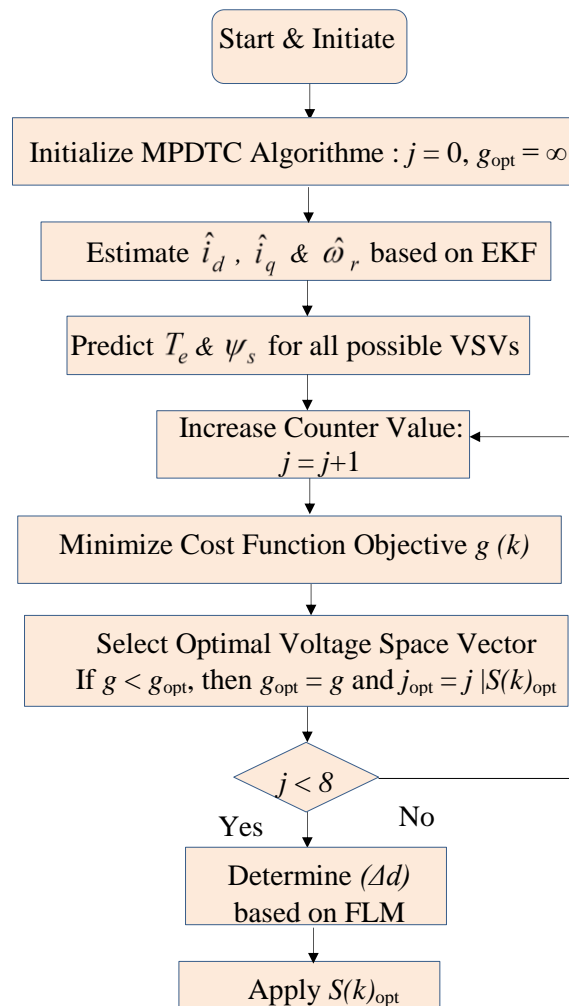 Start & Initiate
Initialize MPDTC Algorithme : j = 0, g_opt = ∞
Estimate î_d , î_q & ω̂_r based on EKF
Predict T_e & ψ_s for all possible VSVs
Increase Counter Value:
j = j+1
Minimize Cost Function Objective g (k)
Select Optimal Voltage Space Vector
If g < g_opt, then g_opt = g and j_opt = j |S(k)_opt
j < 8
Yes
No
Determine (Δd)
based on FLM
Apply S(k)_opt